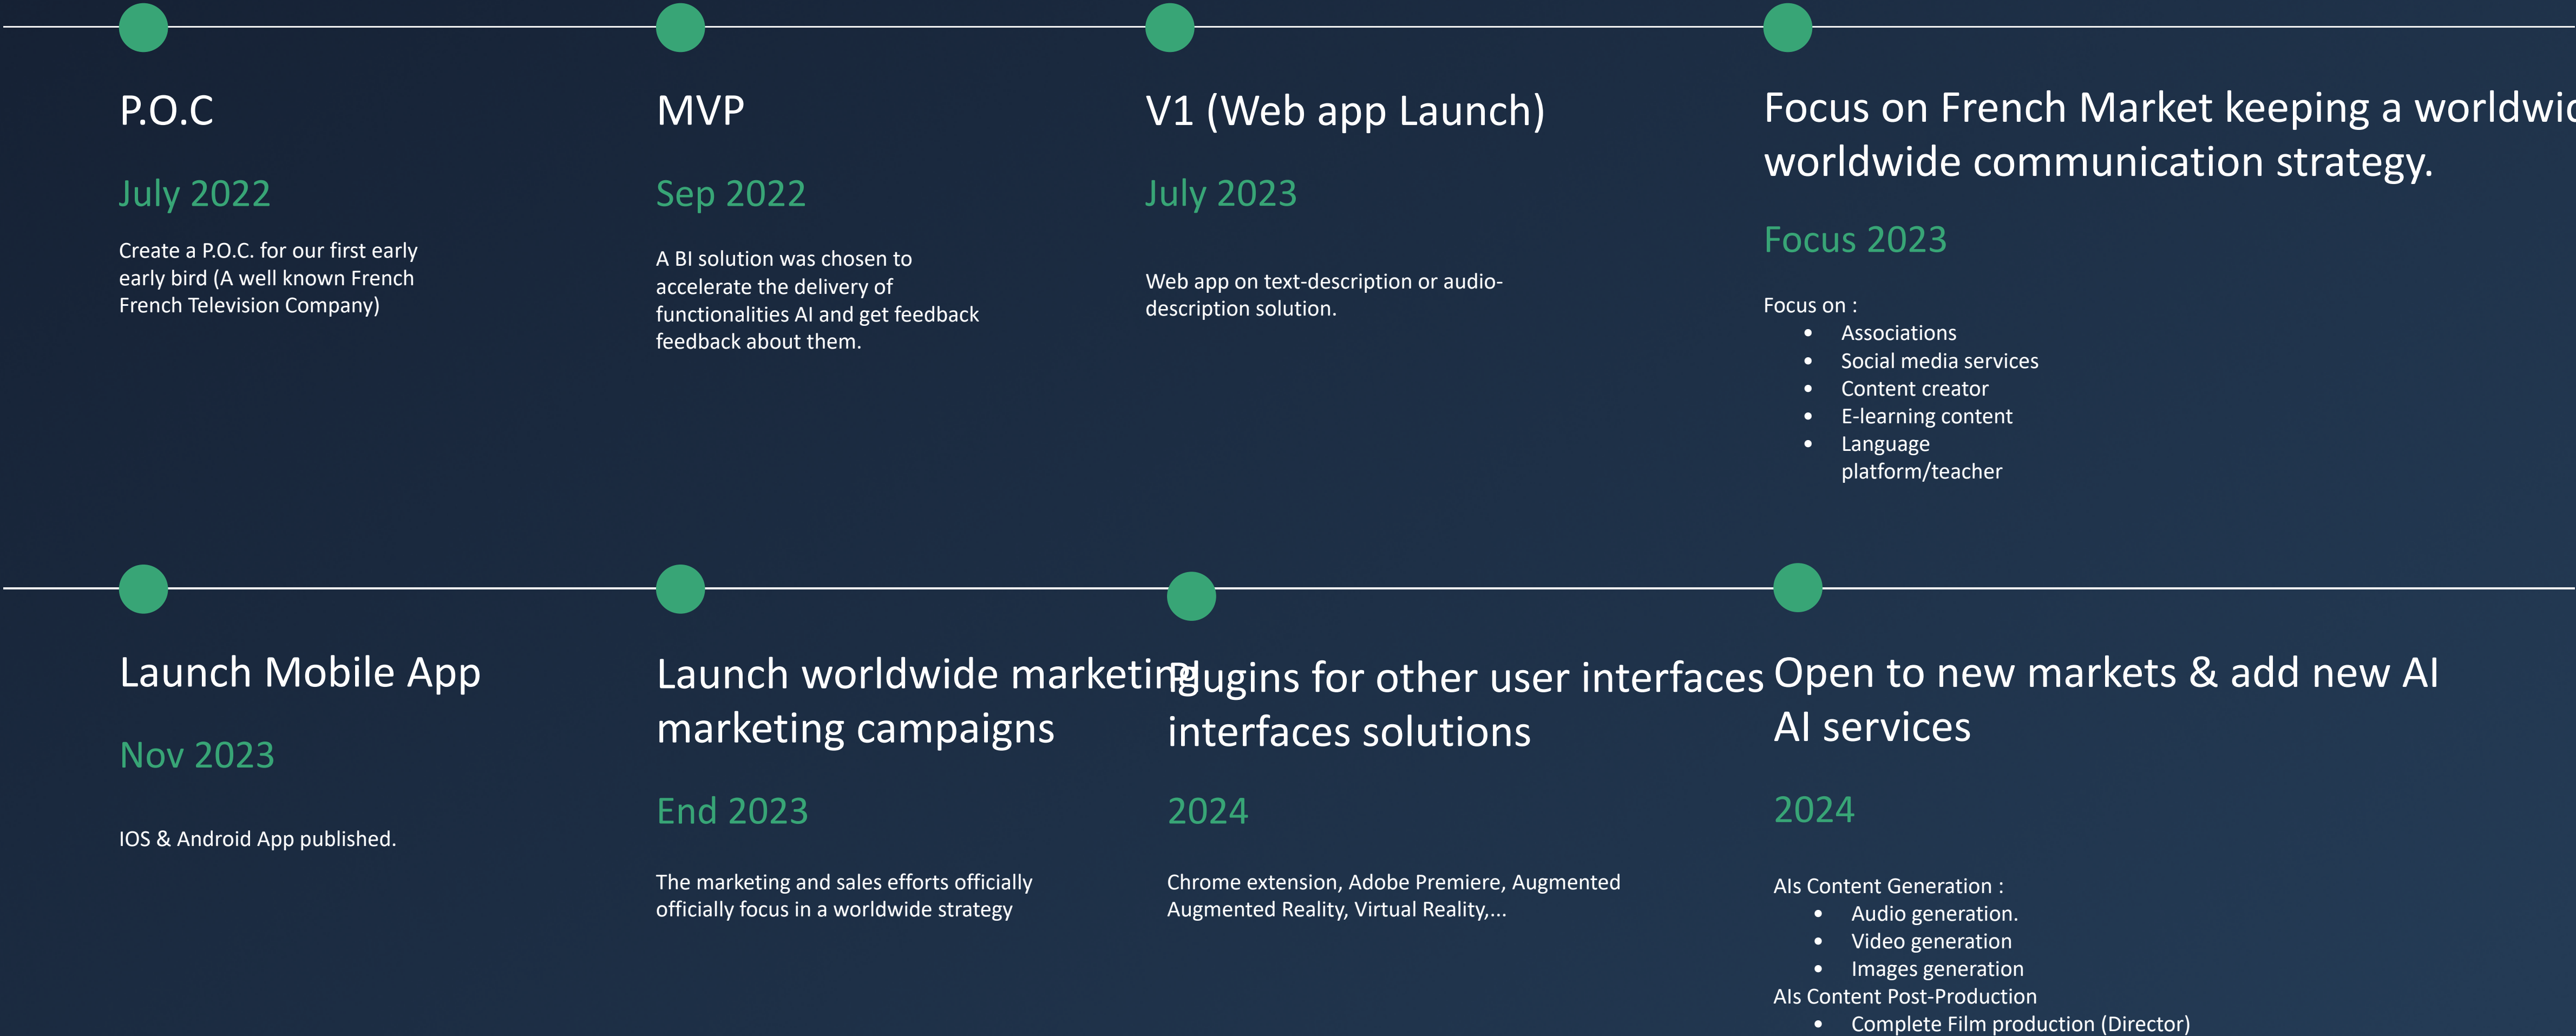 P.O.C
July 2022
Create a P.O.C. for our first early
early bird (A well known French
French Television Company)
MVP
Sep 2022
A BI solution was chosen to
accelerate the delivery of
functionalities AI and get feedback
feedback about them.
V1 (Web app Launch)
July 2023
Web app on text-description or audio-
description solution.
Focus on French Market keeping a worldwid
worldwide communication strategy.
Focus 2023
Focus on :
• Associations
• Social media services
• Content creator
• E-learning content
• Language
platform/teacher
Launch Mobile App
Nov 2023
IOS & Android App published.
Launch worldwide marketing
marketing campaigns
End 2023
The marketing and sales efforts officially
officially focus in a worldwide strategy
Plugins for other user interfaces
interfaces solutions
2024
Chrome extension, Adobe Premiere, Augmented
Augmented Reality, Virtual Reality,...
Open to new markets & add new AI
AI services
2024
AIs Content Generation :
• Audio generation.
• Video generation
• Images generation
AIs Content Post-Production
• Complete Film production (Director)